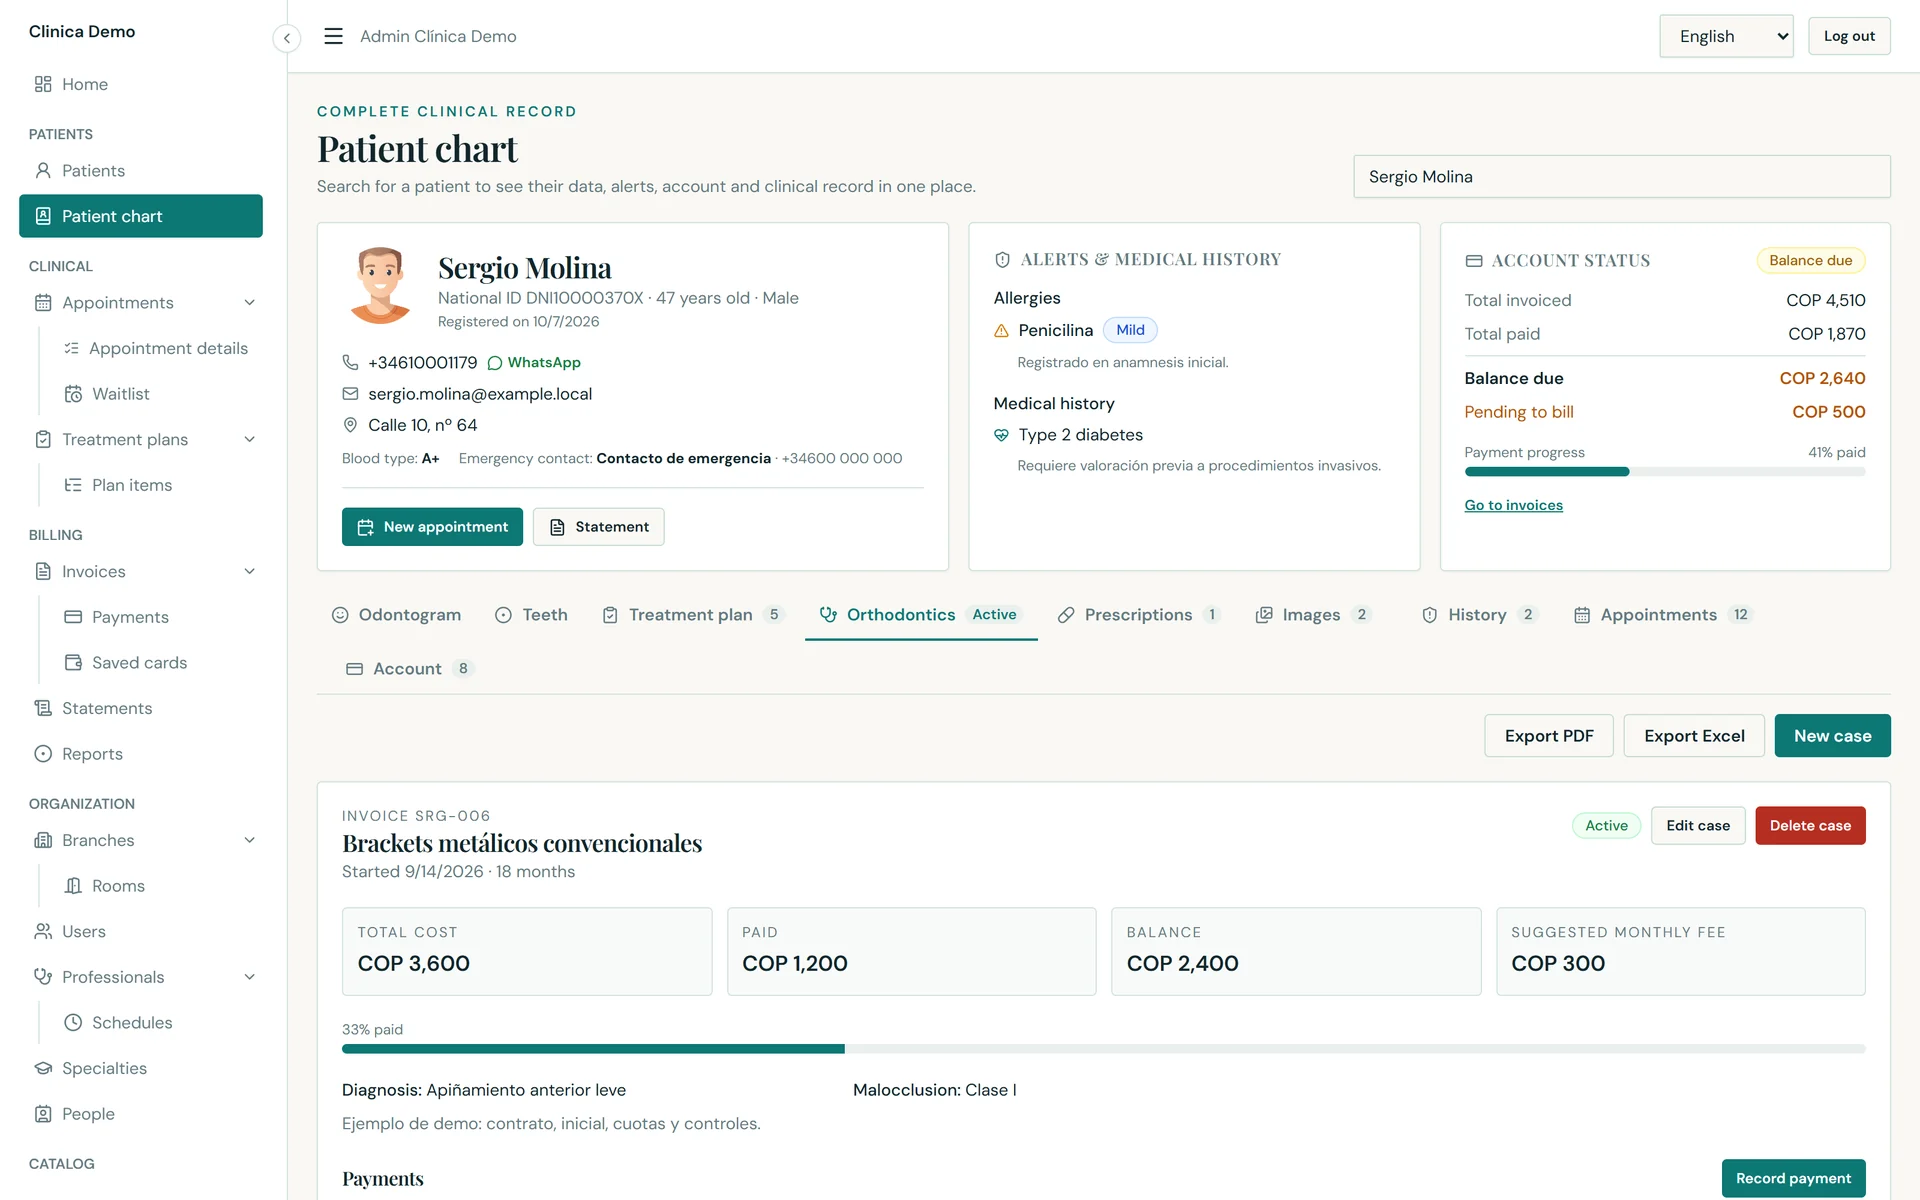 Clinica Demo
Home
PATIENTS
Patients
Patient chart
CLINICAL
Appointments
Appointment details
Waitlist
Treatment plans
Plan items
BILLING
Invoices
Payments
Saved cards
Statements
Reports
ORGANIZATION
Branches
Rooms
Users
Professionals
Schedules
Specialties
People
CATALOG
Admin Clínica Demo
English
Log out
COMPLETE CLINICAL RECORD
Patient chart
Search for a patient to see their data, alerts, account and clinical record in one place.
Sergio Molina
Sergio Molina
National ID DNI10000370X · 47 years old · Male
Registered on 10/7/2026
+34610001179 WhatsApp
sergio.molina@example.local
Calle 10, nº 64
Blood type: A+ Emergency contact: Contacto de emergencia · +34600 000 000
New appointment
Statement
ALERTS & MEDICAL HISTORY
Allergies
Penicilina Mild
Registrado en anamnesis inicial.
Medical history
Type 2 diabetes
Requiere valoración previa a procedimientos invasivos.
ACCOUNT STATUS
Balance due
Total invoiced COP 4,510
Total paid COP 1,870
Balance due COP 2,640
Pending to bill COP 500
Payment progress 41% paid
Go to invoices
Odontogram
Teeth
Treatment plan 5
Orthodontics Active
Prescriptions 1
Images 2
History 2
Appointments 12
Account 8
Export PDF
Export Excel
New case
INVOICE SRG-006
Brackets metálicos convencionales
Started 9/14/2026 · 18 months
Active
Edit case
Delete case
TOTAL COST
COP 3,600
PAID
COP 1,200
BALANCE
COP 2,400
SUGGESTED MONTHLY FEE
COP 300
33% paid
Diagnosis: Apiñamiento anterior leve
Malocclusion: Clase I
Ejemplo de demo: contrato, inicial, cuotas y controles.
Payments
Record payment